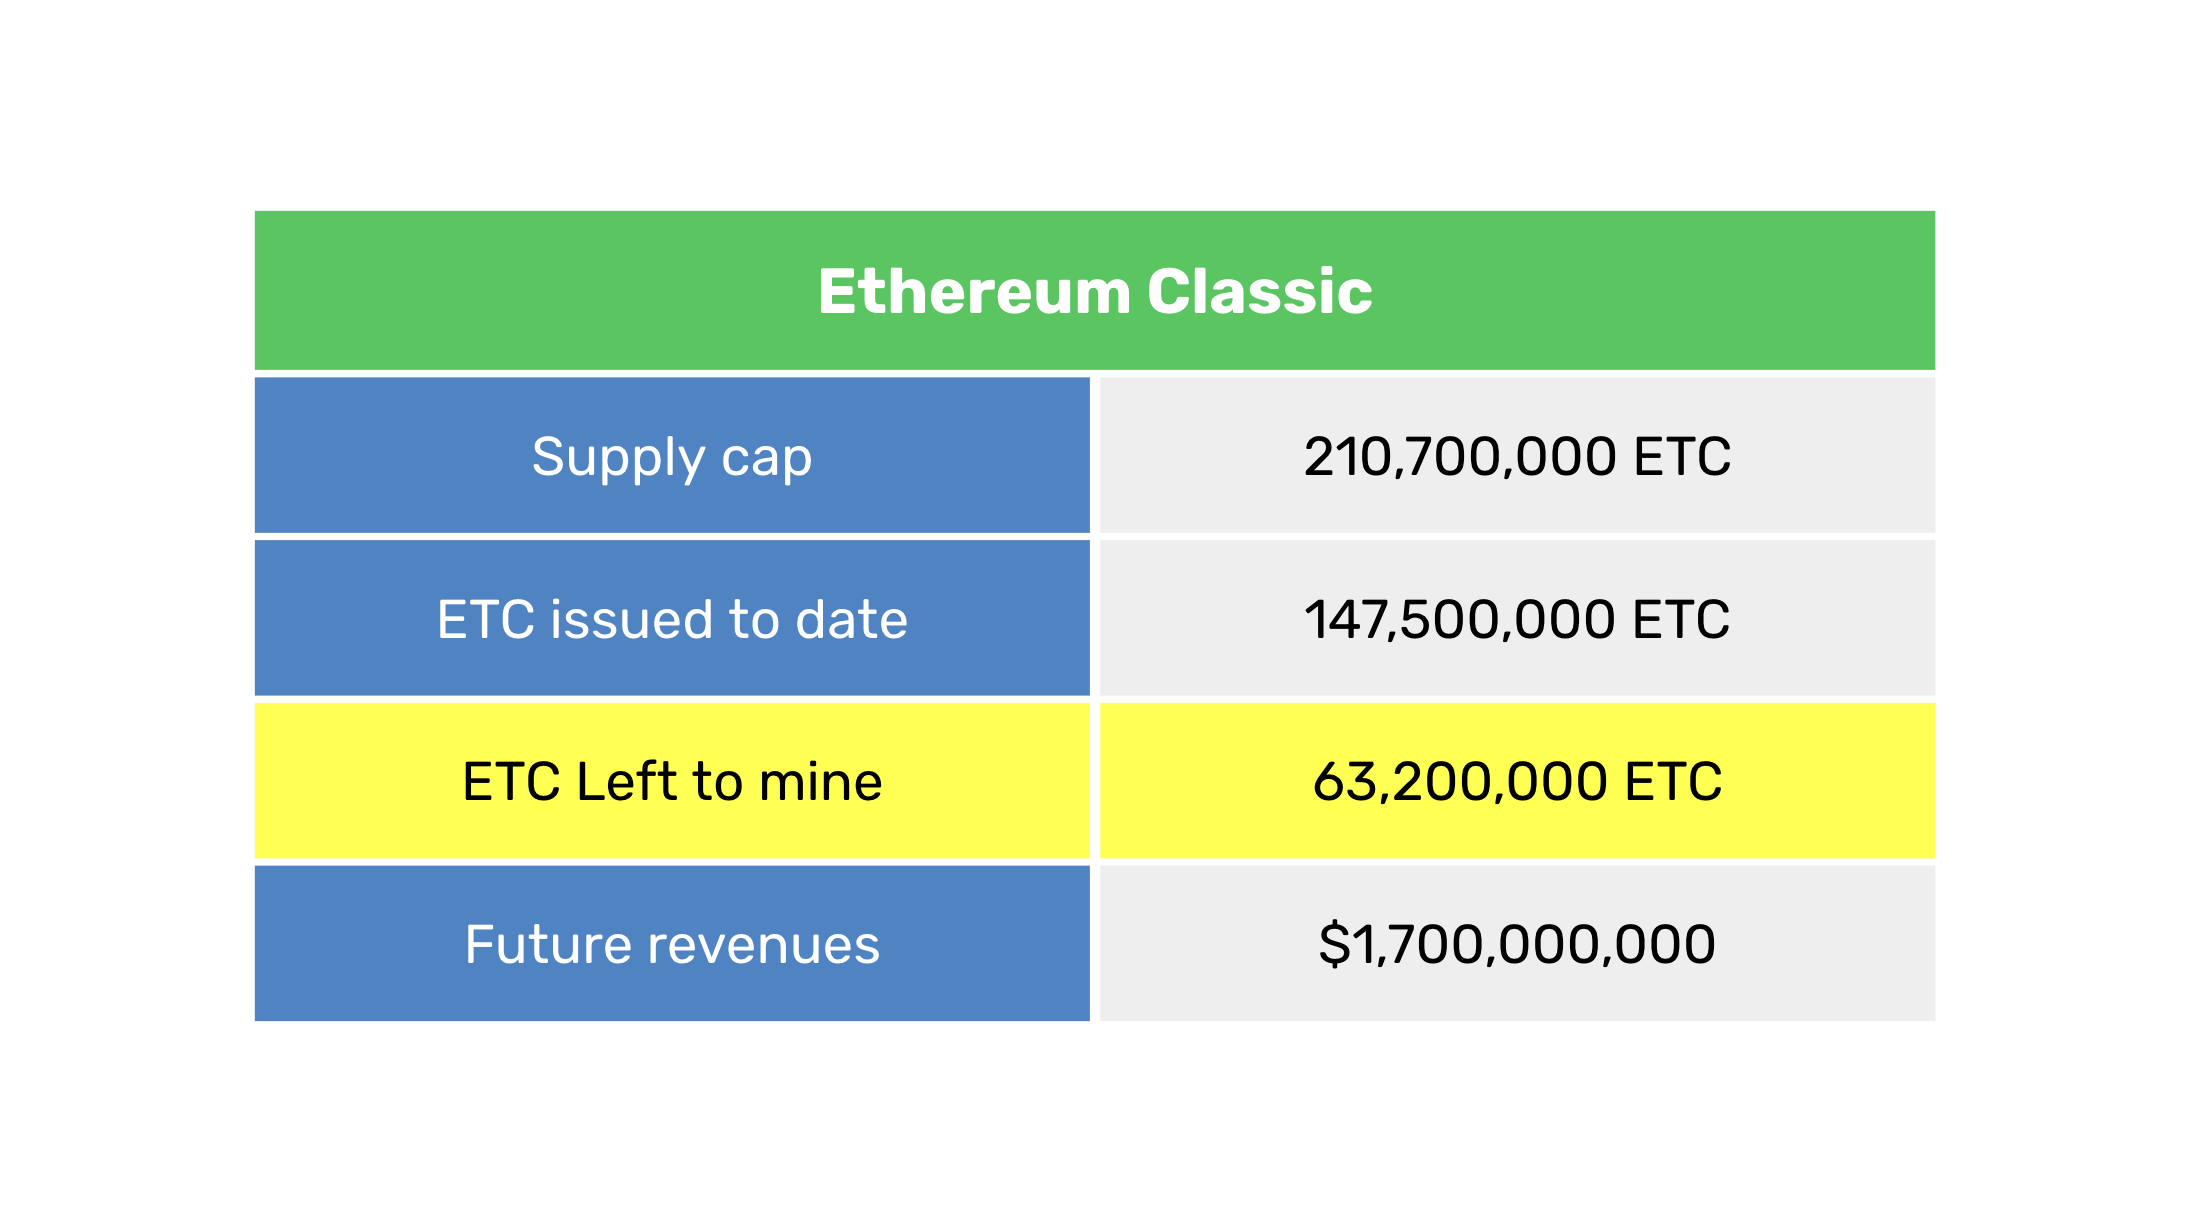 Ethereum Classic
Supply cap 210,700,000 ETC
ETC issued to date 147,500,000 ETC
ETC Left to mine 63,200,000 ETC
Future revenues $1,700,000,000